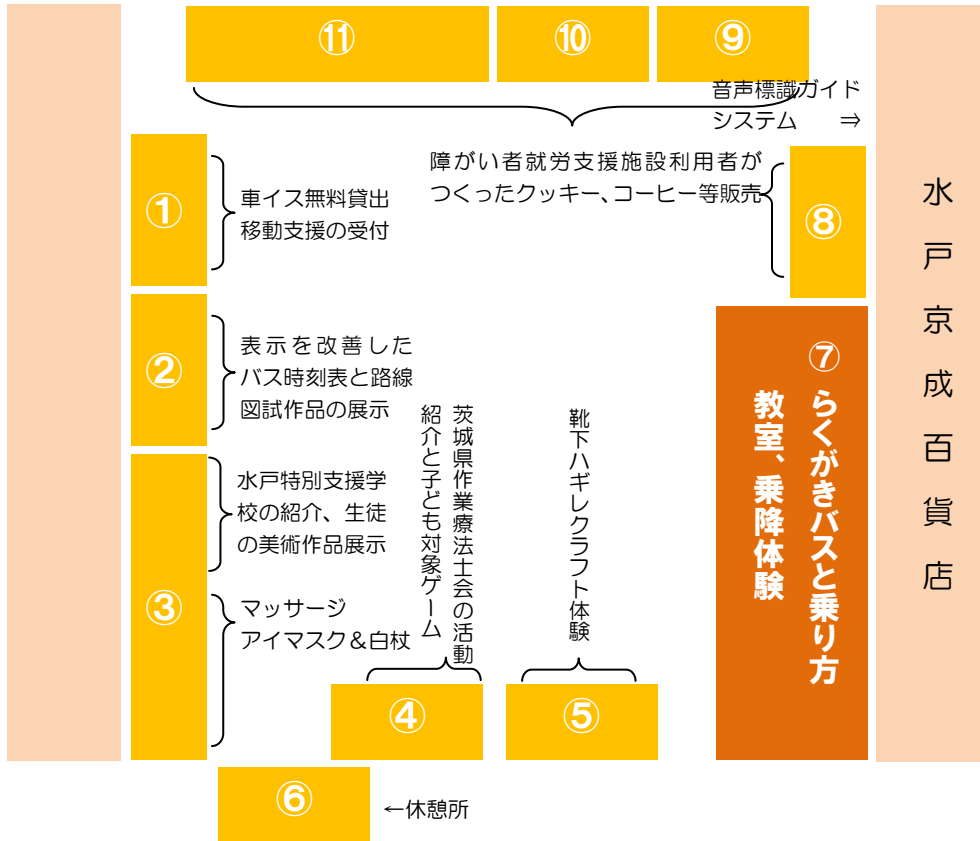 ⑪
⑩
⑨
音声標識ガイド
システム ⇒
障がい者就労支援施設利用者が
つくったクッキー、コーヒー等販売
⑧
①
車イス無料貸出
移動支援の受付
②
表示を改善した
バス時刻表と路線
図試作品の展示
③
水戸特別支援学
校の紹介、生徒
の美術作品展示
マッサージ
アイマスク&白杖
茨城県作業療法士会の活動
紹介と子ども対象ゲーム
④
靴下ハギレクラフト体験
⑤
⑦らくがきバスと乗り方
教室、乗降体験
水戸京成百貨店
⑥
←休憩所